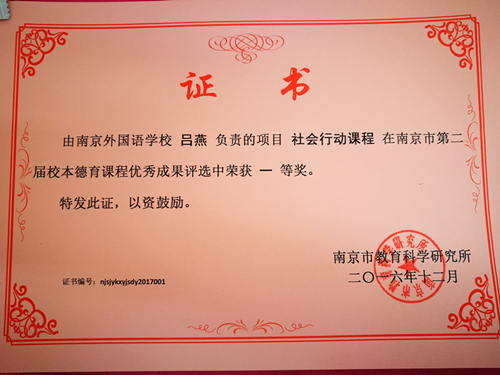 证书
由南京外国语学校 吕燕 负责的项目 社会行动课程 在南京市第二
届校本德育课程优秀成果评选中荣获 一 等奖。
特发此证，以资鼓励。
南京市教育科学研究所
证书编号：njsjykxyjsdy2017001
二〇一六年十二月